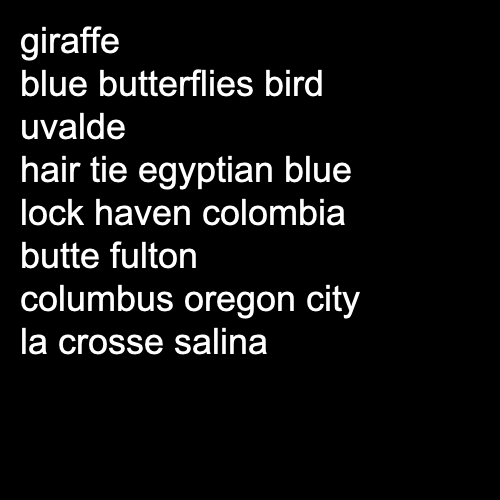 giraffe
blue butterflies bird
uvalde
hair tie egyptian blue
lock haven colombia
butte fulton
columbus oregon city
la crosse salina